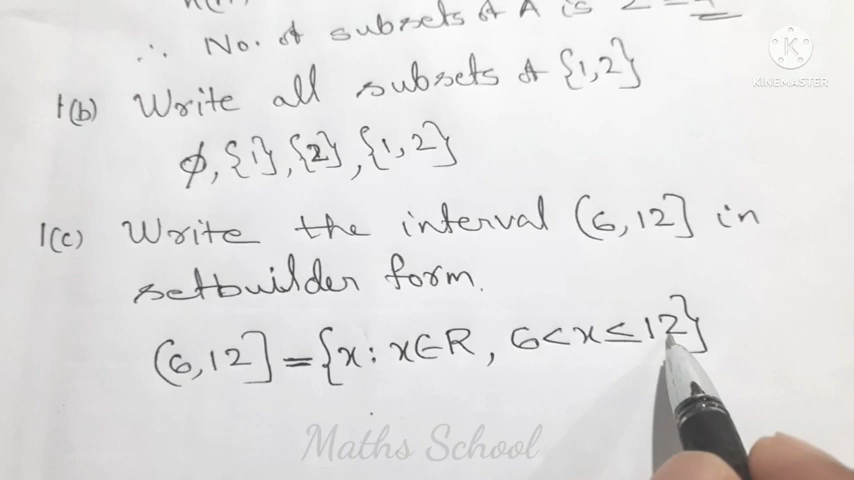 ∴ No. of subsets of A is 2
1(b) Write all subsets of {1,2}
ϕ, {1}, {2}, {1,2}
1(c) Write the interval (6,12] in
setbuilder form.
(6,12] = {x : x∈R, 6<x≤12}
KINEMASTER
Maths School